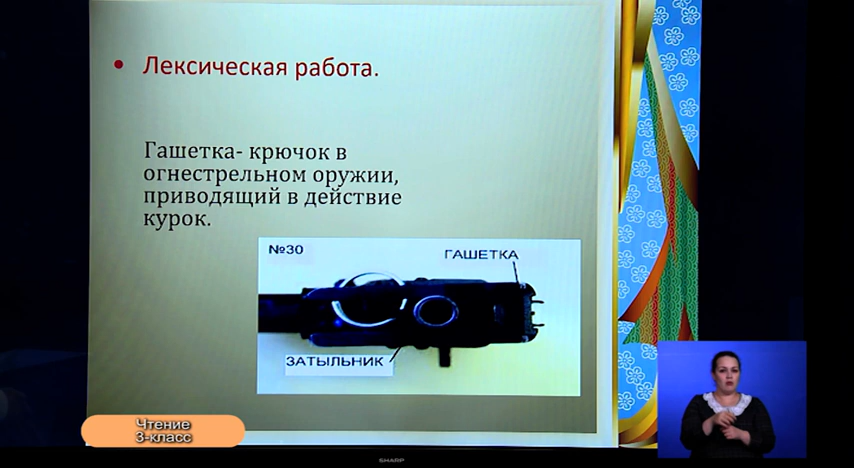 • Лексическая работа.
Гашетка- крючок в
огнестрельном оружии,
приводящий в действие
курок.
№30
ГАШЕТКА
ЗАТЫЛЬНИК
Чтение
3-класс
SHARP